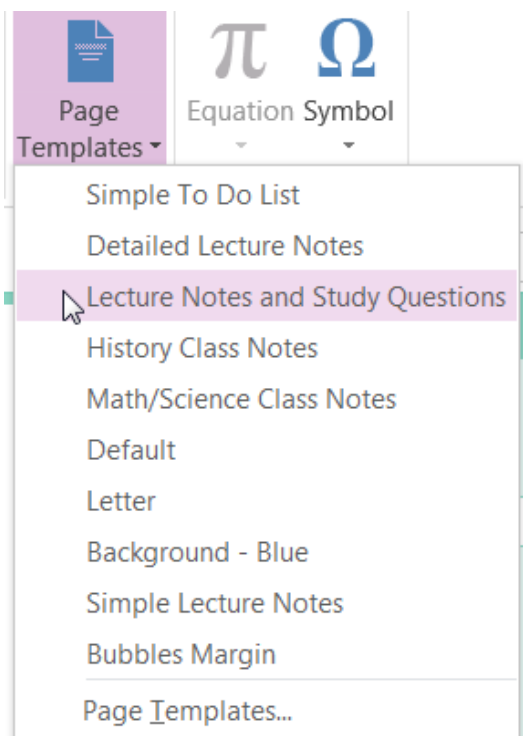 π Ω
Page Equation Symbol
Templates
Simple To Do List
Detailed Lecture Notes
Lecture Notes and Study Questions
History Class Notes
Math/Science Class Notes
Default
Letter
Background - Blue
Simple Lecture Notes
Bubbles Margin
Page Templates...